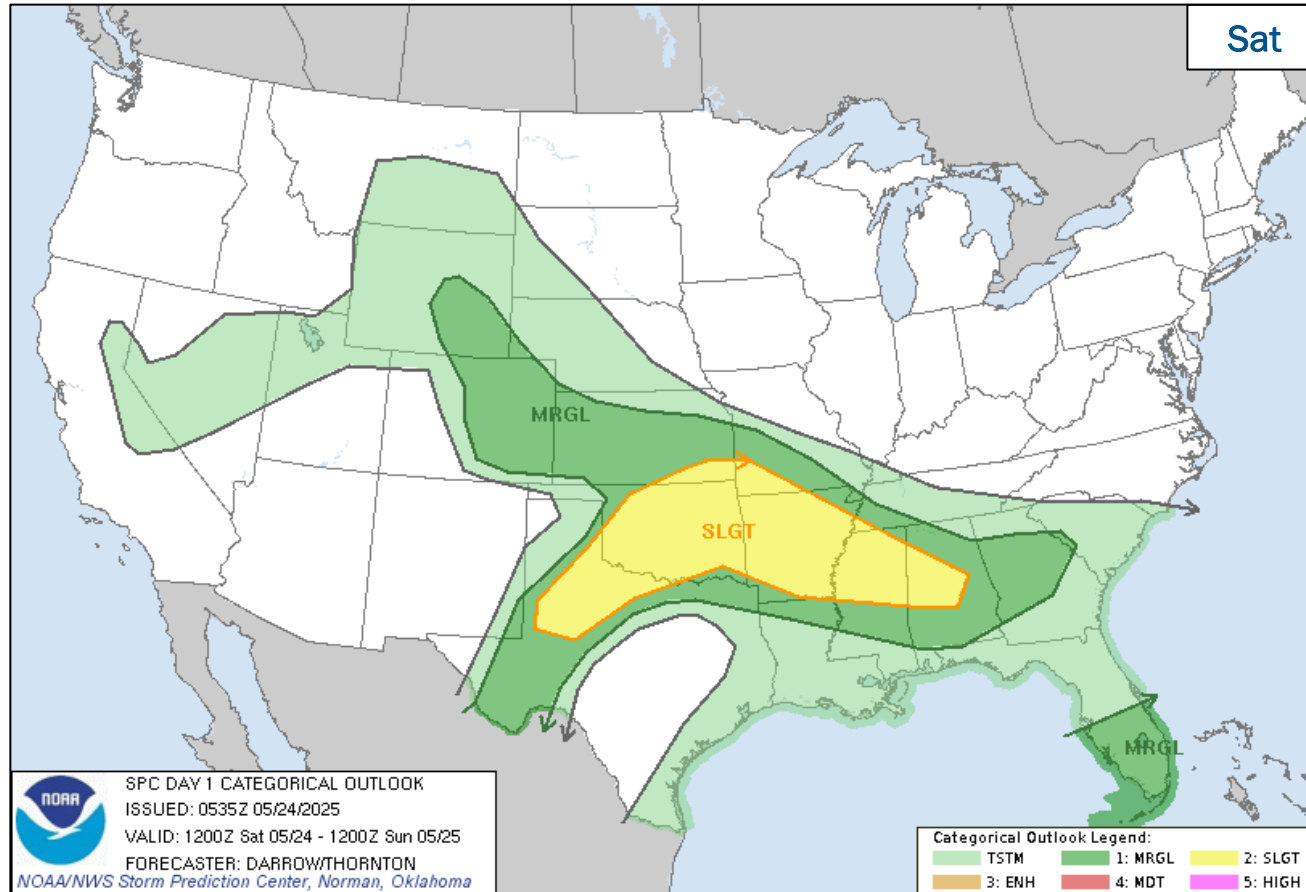 Sat
MRGL
SLGT
MRGL
NOAA
SPC DAY 1 CATEGORICAL OUTLOOK
ISSUED: 0535Z 05/24/2025
VALID: 1200Z Sat 05/24 - 1200Z Sun 05/25
FORECASTER: DARROW/THORNTON
NOAA/NWS Storm Prediction Center, Norman, Oklahoma
Categorical Outlook Legend:
TSTM 1: MRGL 2: SLGT
3: ENH 4: MDT 5: HIGH